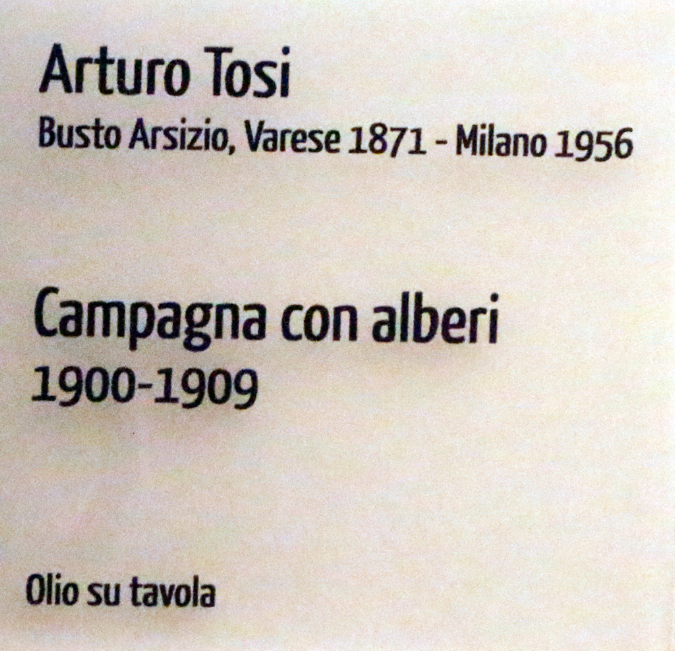 Arturo Tosi
Busto Arsizio, Varese 1871 - Milano 1956
Campagna con alberi
1900-1909
Olio su tavola